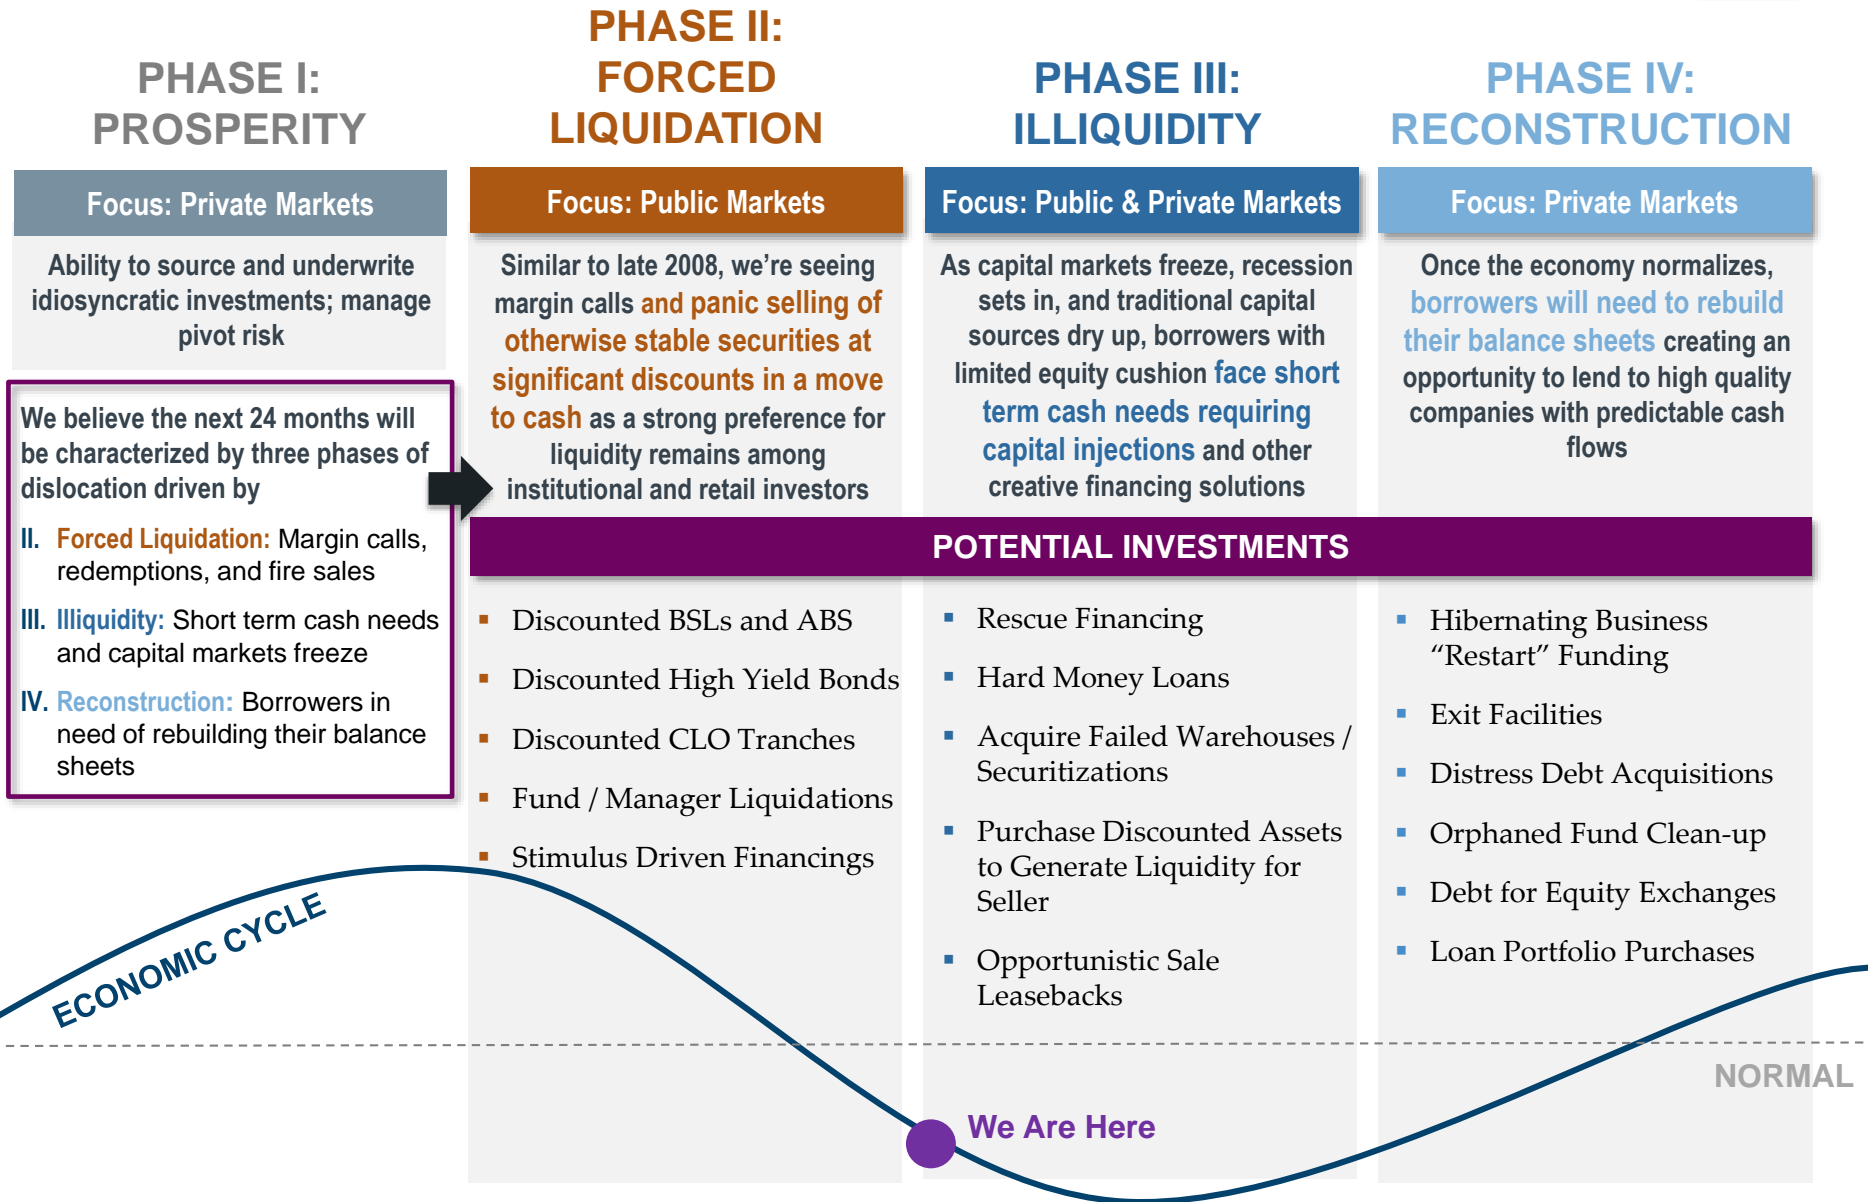 PHASE I:
PROSPERITY
Focus: Private Markets
Ability to source and underwrite
idiosyncratic investments; manage
pivot risk
We believe the next 24 months will
be characterized by three phases of
dislocation driven by
II. Forced Liquidation: Margin calls,
redemptions, and fire sales
III. Illiquidity: Short term cash needs
and capital markets freeze
IV. Reconstruction: Borrowers in
need of rebuilding their balance
sheets
PHASE II:
FORCED
LIQUIDATION
Focus: Public Markets
Similar to late 2008, we're seeing
margin calls and panic selling of
otherwise stable securities at
significant discounts in a move
to cash as a strong preference for
liquidity remains among
institutional and retail investors
PHASE III:
ILLIQUIDITY
Focus: Public & Private Markets
As capital markets freeze, recession
sets in, and traditional capital
sources dry up, borrowers with
limited equity cushion face short
term cash needs requiring
capital injections and other
creative financing solutions
PHASE IV:
RECONSTRUCTION
Focus: Private Markets
Once the economy normalizes,
borrowers will need to rebuild
their balance sheets creating an
opportunity to lend to high quality
companies with predictable cash
flows
POTENTIAL INVESTMENTS
▪ Discounted BSLs and ABS
▪ Discounted High Yield Bonds
▪ Discounted CLO Tranches
▪ Fund / Manager Liquidations
▪ Stimulus Driven Financings
▪ Rescue Financing
▪ Hard Money Loans
▪ Acquire Failed Warehouses /
Securitizations
▪ Purchase Discounted Assets
to Generate Liquidity for
Seller
▪ Opportunistic Sale
Leasebacks
▪ Hibernating Business
“Restart” Funding
▪ Exit Facilities
▪ Distress Debt Acquisitions
▪ Orphaned Fund Clean-up
▪ Debt for Equity Exchanges
▪ Loan Portfolio Purchases
ECONOMIC CYCLE
NORMAL
We Are Here